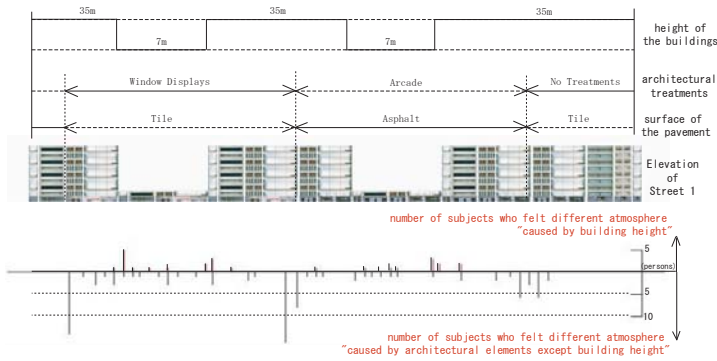 35m 35m 35m
7m 7m
height of
the buildings
Window Displays Arcade No Treatments
architectural
treatments
Tile Asphalt Tile
surface of
the pavement
Elevation
of
Street 1
number of subjects who felt different atmosphere
"caused by building height"
5
(persons)
5
10
number of subjects who felt different atmosphere
"caused by architectural elements except building height"